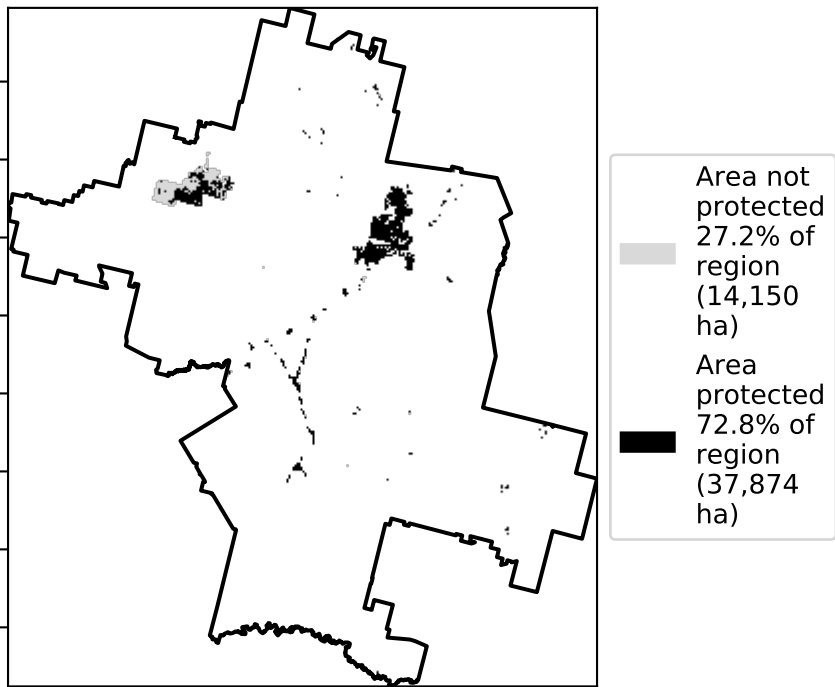 Area not
protected
27.2% of
region
(14,150
ha)
Area
protected
72.8% of
region
(37,874
ha)